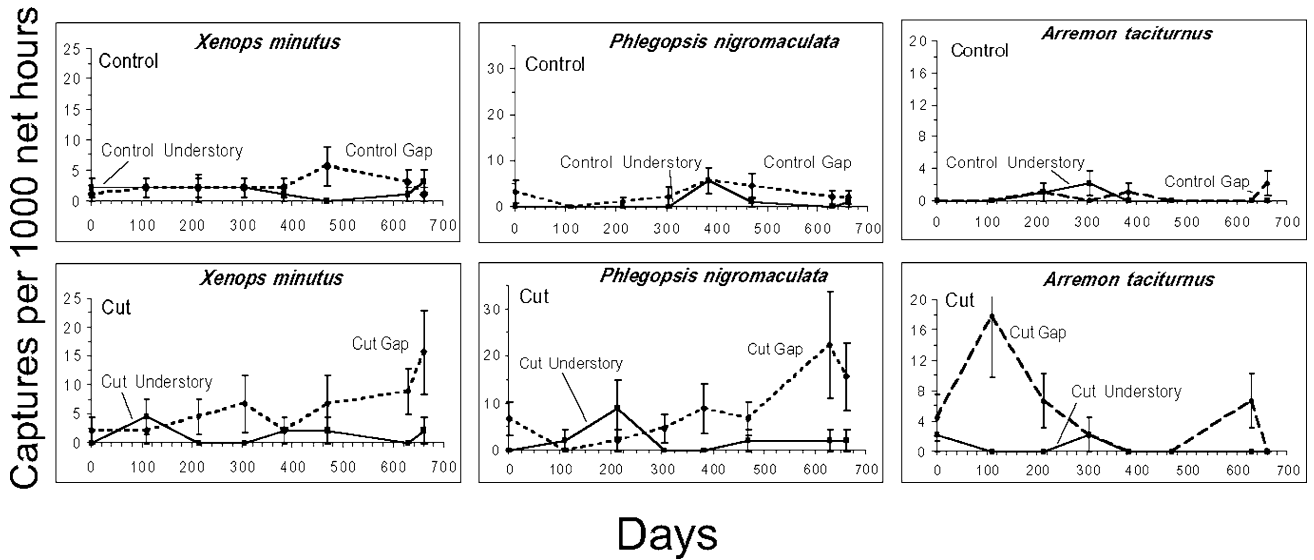 Captures per 1000 net hours
Xenops minutus
Control
25
20
15
10
5
0
Control Understory
Control Gap
0 100 200 300 400 500 600 700
Phlegopsis nigromaculata
Control
30
20
10
0
Control Understory
Control Gap
0 100 200 300 400 500 600 700
Arremon taciturnus
Control
20
16
12
8
4
0
Control Understory
Control Gap
0 100 200 300 400 500 600 700
Xenops minutus
Cut
25
20
15
10
5
0
Cut Understory
Cut Gap
0 100 200 300 400 500 600 700
Phlegopsis nigromaculata
Cut
30
20
10
0
Cut Understory
Cut Gap
0 100 200 300 400 500 600 700
Arremon taciturnus
Cut
20
16
12
8
4
0
Cut Gap
Cut Understory
0 100 200 300 400 500 600 700
Days